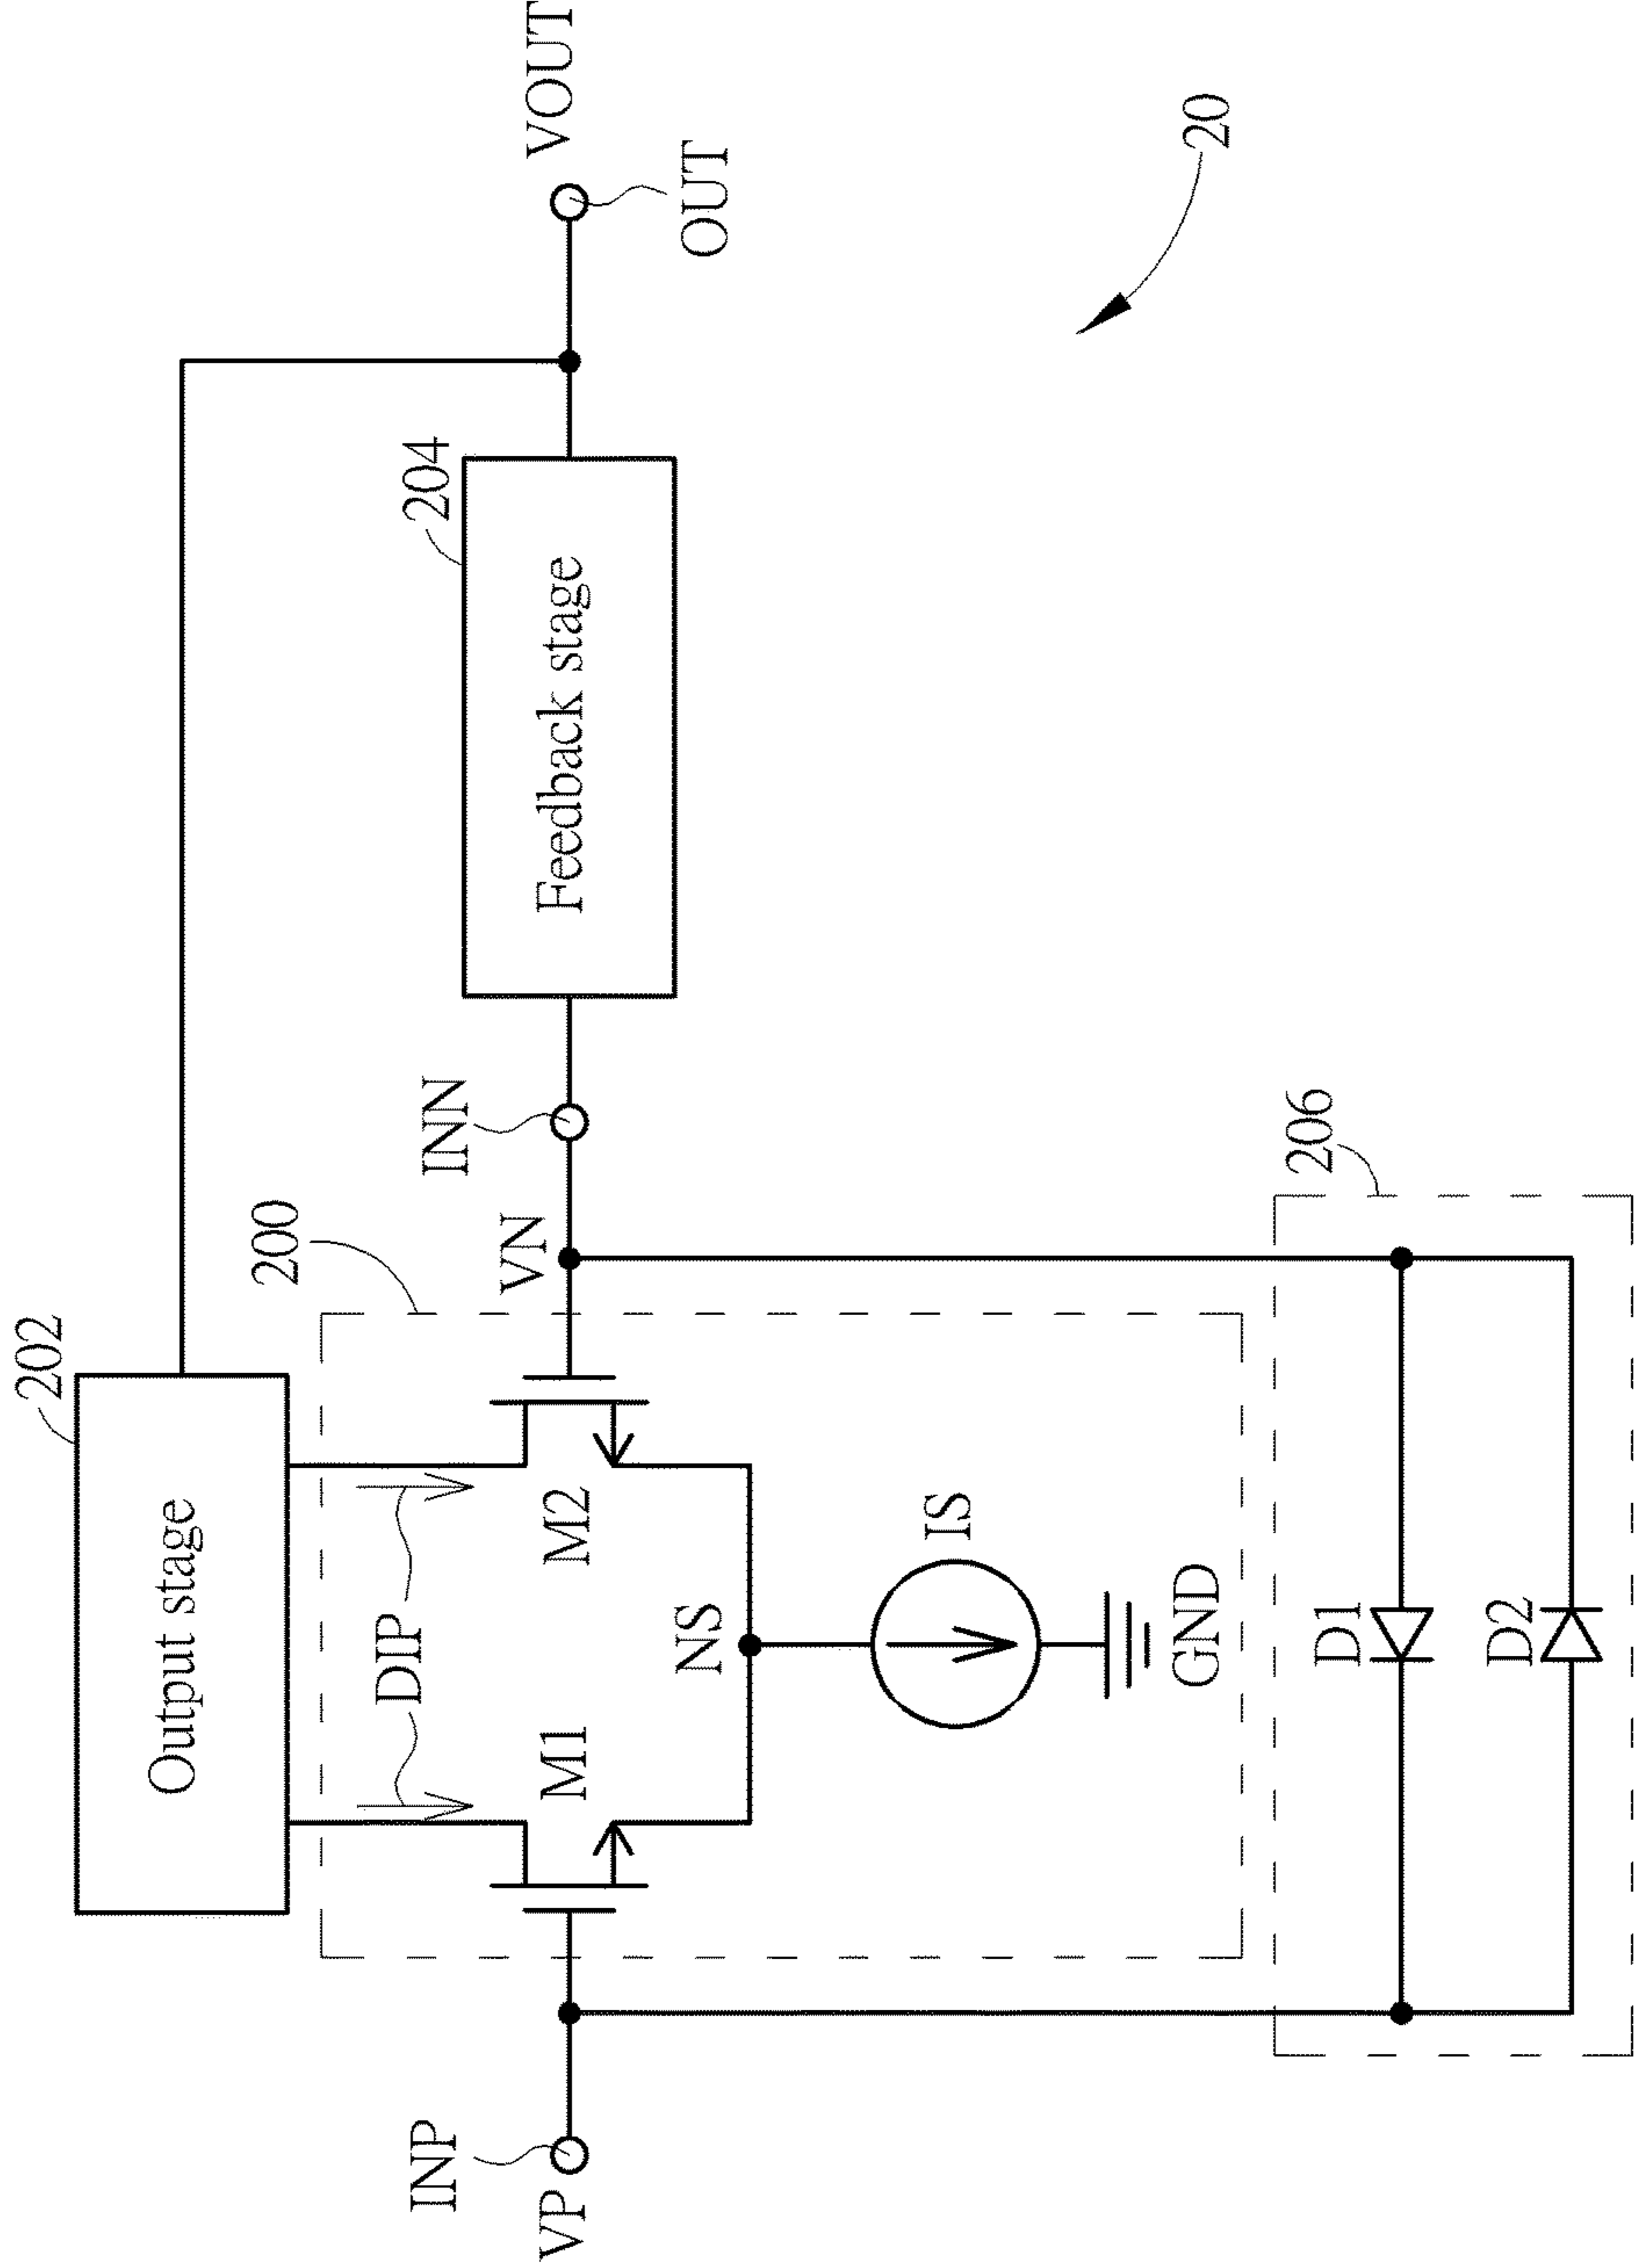 202
Output stage
200
DIP
M1
M2
NS
IS
GND
INP
VP
VN
INN
204
Feedback stage
VOUT
OUT
206
D1
D2
20